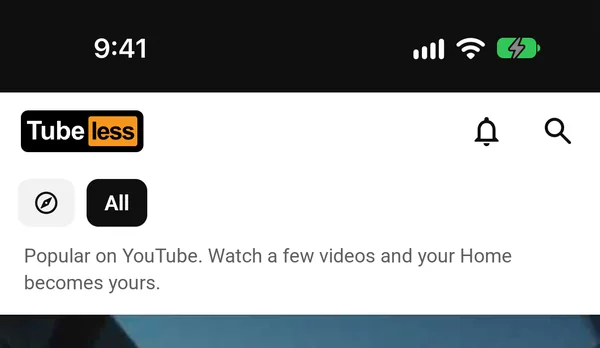 9:41
Tube less
All
Popular on YouTube. Watch a few videos and your Home
becomes yours.